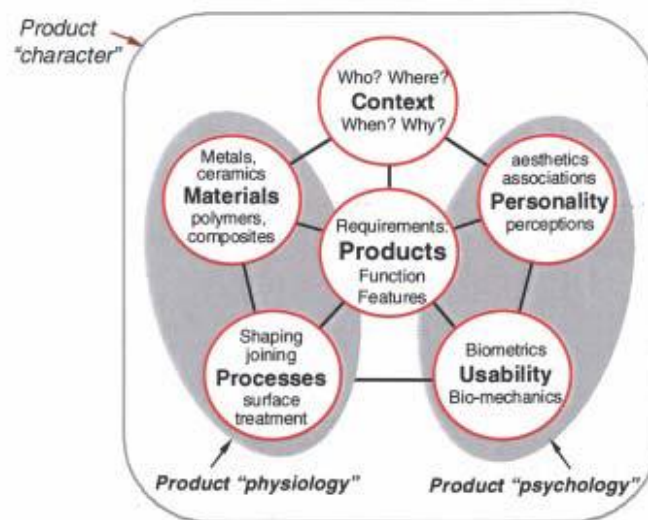 Product
“character”
Who? Where?
Context
When? Why?
Metals,
ceramics
Materials
polymers,
composites
aesthetics
associations
Personality
perceptions
Requirements:
Products
Function
Features
Shaping
joining
Processes
surface
treatment
Biometrics
Usability
Bio-mechanics
Product “physiology”
Product “psychology”